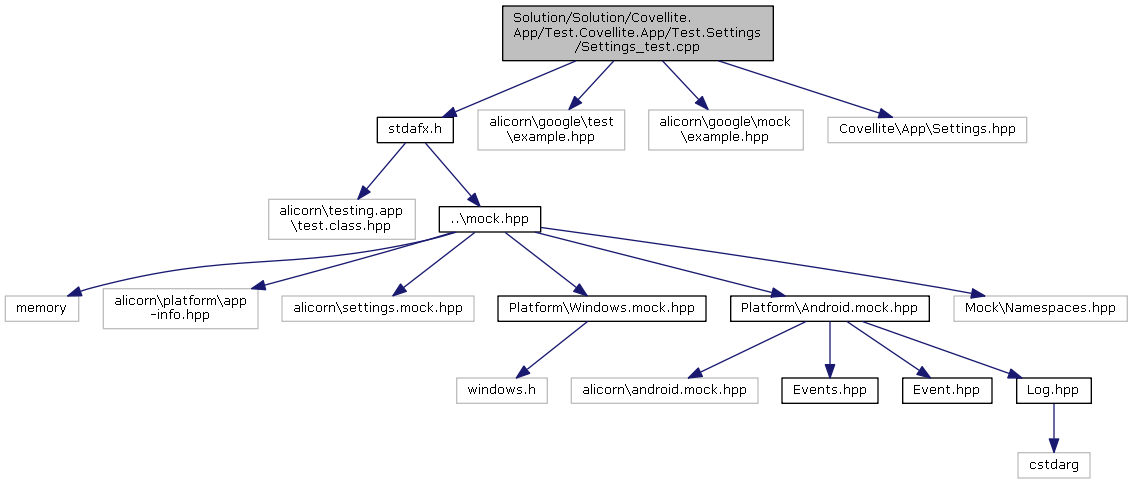 Solution/Solution/Covellite.
App/Test.Covellite.App/Test.Settings
/Settings_test.cpp
stdafx.h
alicorn\google\test
\example.hpp
alicorn\google\mock
\example.hpp
Covellite\App\Settings.hpp
alicorn\testing.app
\test.class.hpp
..\mock.hpp
memory
alicorn\platform\app
-info.hpp
alicorn\settings.mock.hpp
Platform\Windows.mock.hpp
Platform\Android.mock.hpp
Mock\Namespaces.hpp
windows.h
alicorn\android.mock.hpp
Events.hpp
Event.hpp
Log.hpp
cstdarg